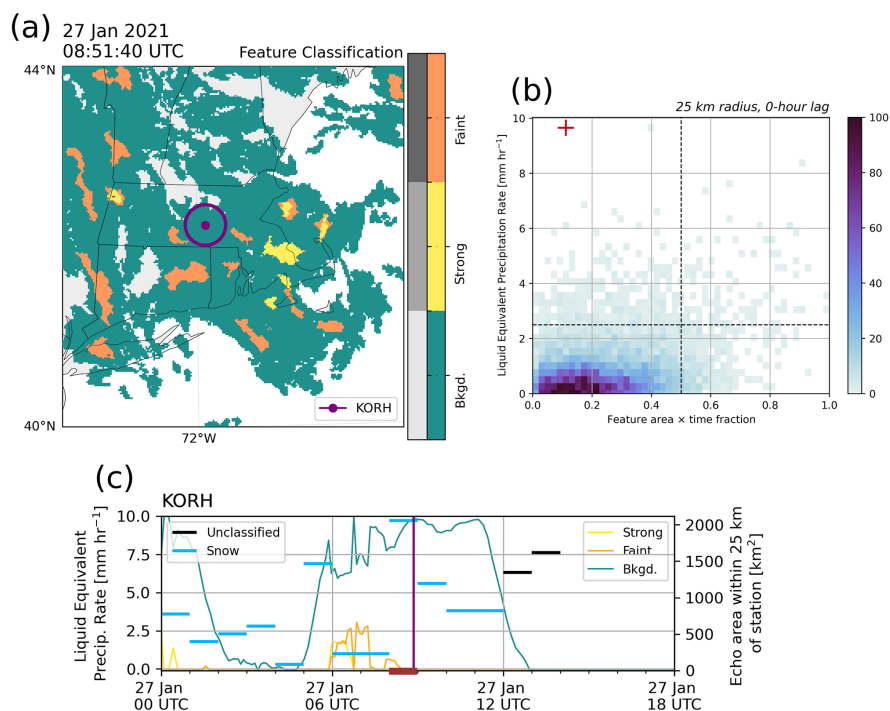 (a)
27 Jan 2021
08:51:40 UTC
Feature Classification
44°N
40°N
72°W
KORH
Faint
Strong
Bkgd.
(b)
25 km radius, 0-hour lag
Liquid Equivalent Precipitation Rate [mm hr⁻¹]
10
8
6
4
2
0
0.0 0.2 0.4 0.6 0.8 1.0
Feature area × time fraction
100
80
60
40
20
0
(c)
KORH
Liquid Equivalent
Precip. Rate [mm hr⁻¹]
10.0
7.5
5.0
2.5
0.0
Unclassified
Snow
Strong
Faint
Bkgd.
2000
1500
1000
500
0
Echo area within 25 km
of station [km²]
27 Jan 27 Jan 27 Jan 27 Jan
00 UTC 06 UTC 12 UTC 18 UTC